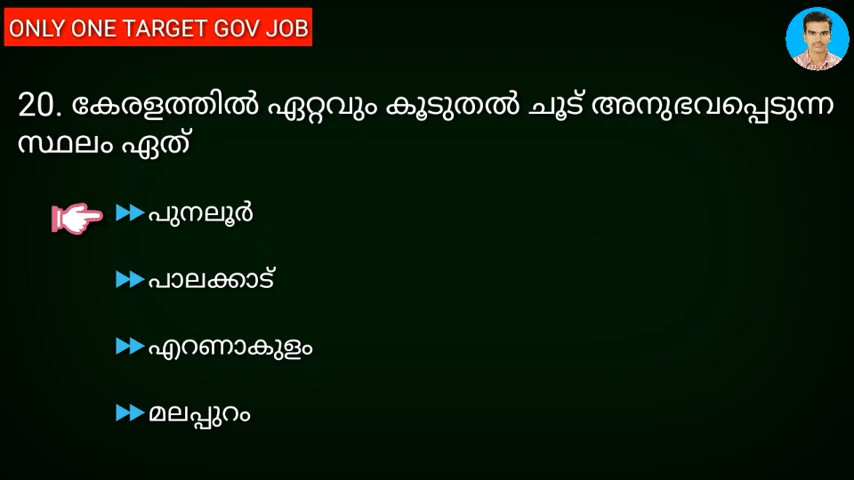 ONLY ONE TARGET GOV JOB
20. കേരളത്തിൽ ഏറ്റവും കൂടുതൽ ചൂട് അനുഭവപ്പെടുന്ന
സ്ഥലം ഏത്
പുനലൂർ
പാലക്കാട്
എറണാകുളം
മലപ്പുറം